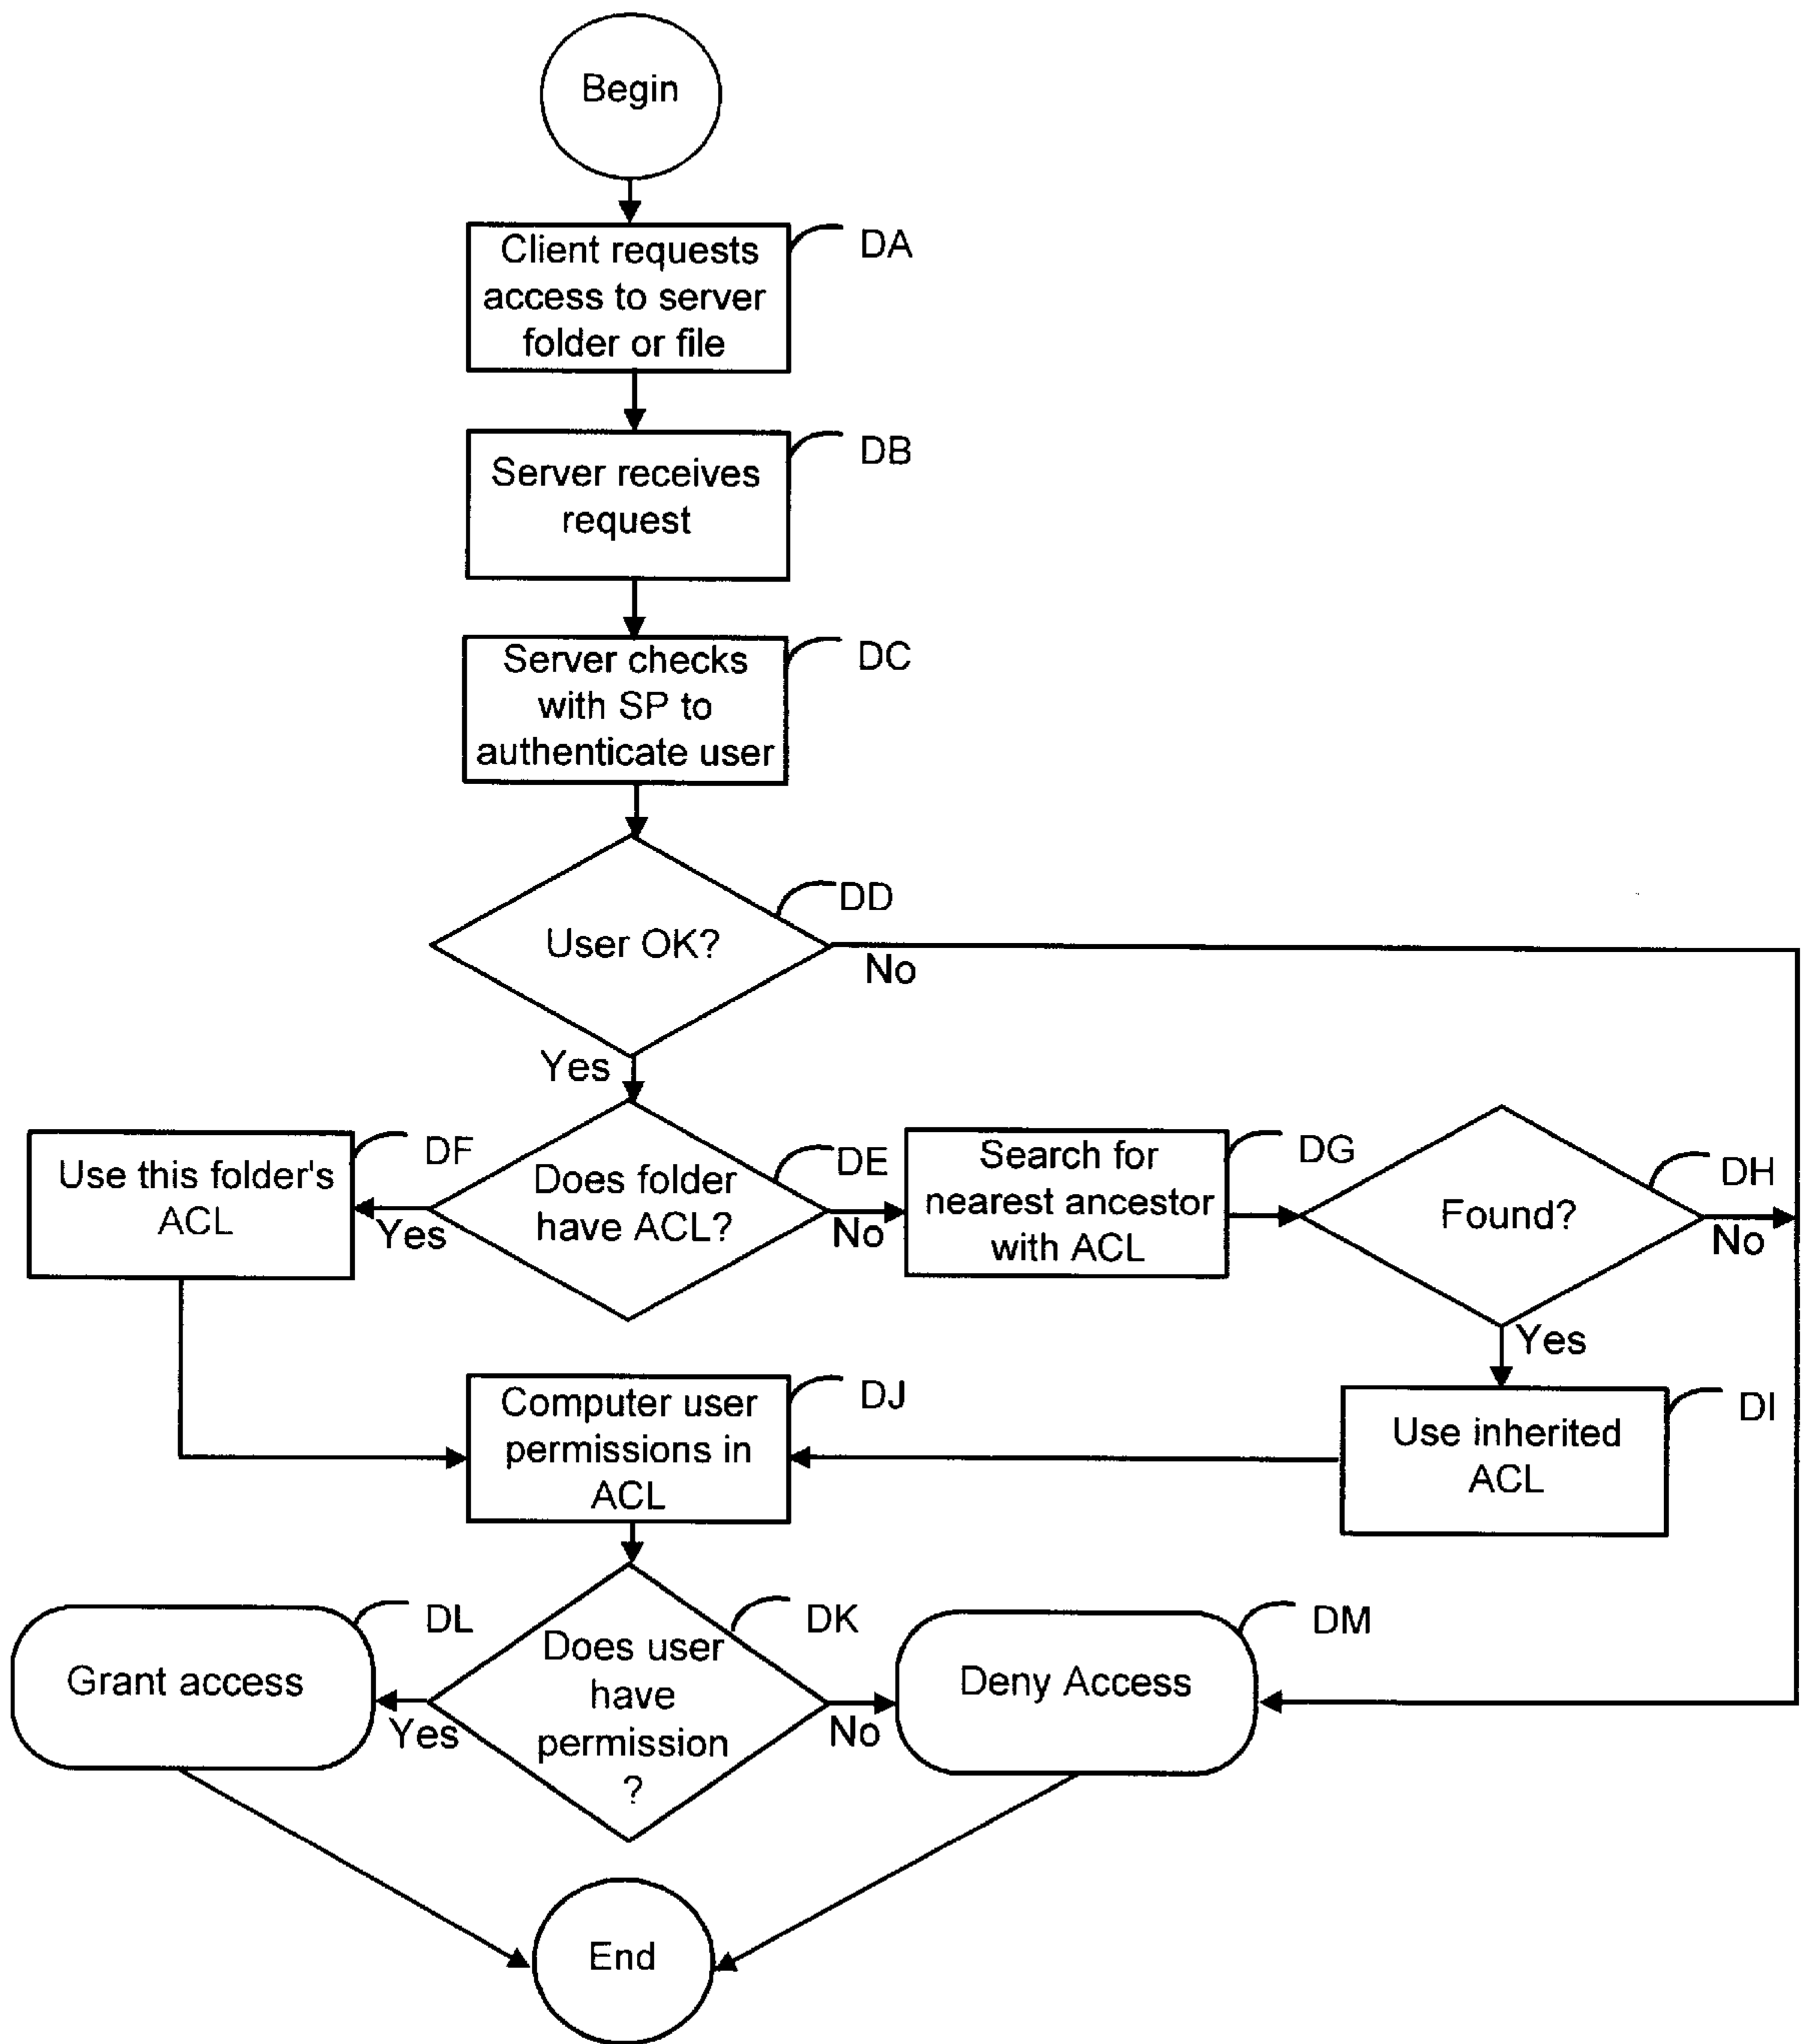 Begin
Client requests
access to server
folder or file
DA
Server receives
request
DB
Server checks
with SP to
authenticate user
DC
User OK?
DD
No
Yes
Use this folder's
ACL
DF
Yes
Does folder
have ACL?
DE
No
Search for
nearest ancestor
with ACL
DG
Found?
DH
No
Yes
Computer user
permissions in
ACL
DJ
Use inherited
ACL
DI
Grant access
DL
Yes
Does user
have
permission
?
DK
No
Deny Access
DM
End